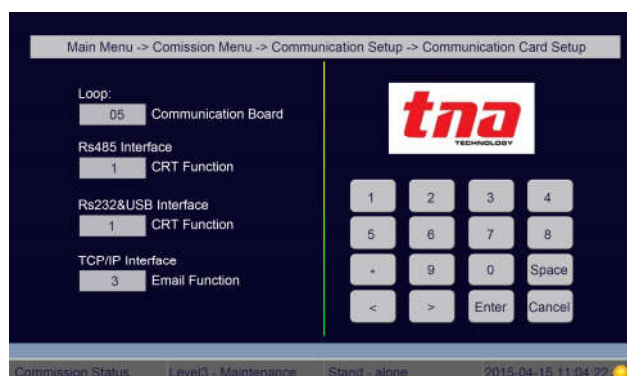 Main Menu -> Comission Menu -> Communication Setup -> Communication Card Setup
Loop:
05 Communication Board
Rs485 Interface
1 CRT Function
Rs232&USB Interface
1 CRT Function
TCP/IP Interface
3 Email Function
tna
TECHNOLOGY
1 2 3 4
5 6 7 8
* 9 0 Space
< > Enter Cancel
Commission Status Level3 - Maintenance Stand - alone 2015-04-15 11:04:22